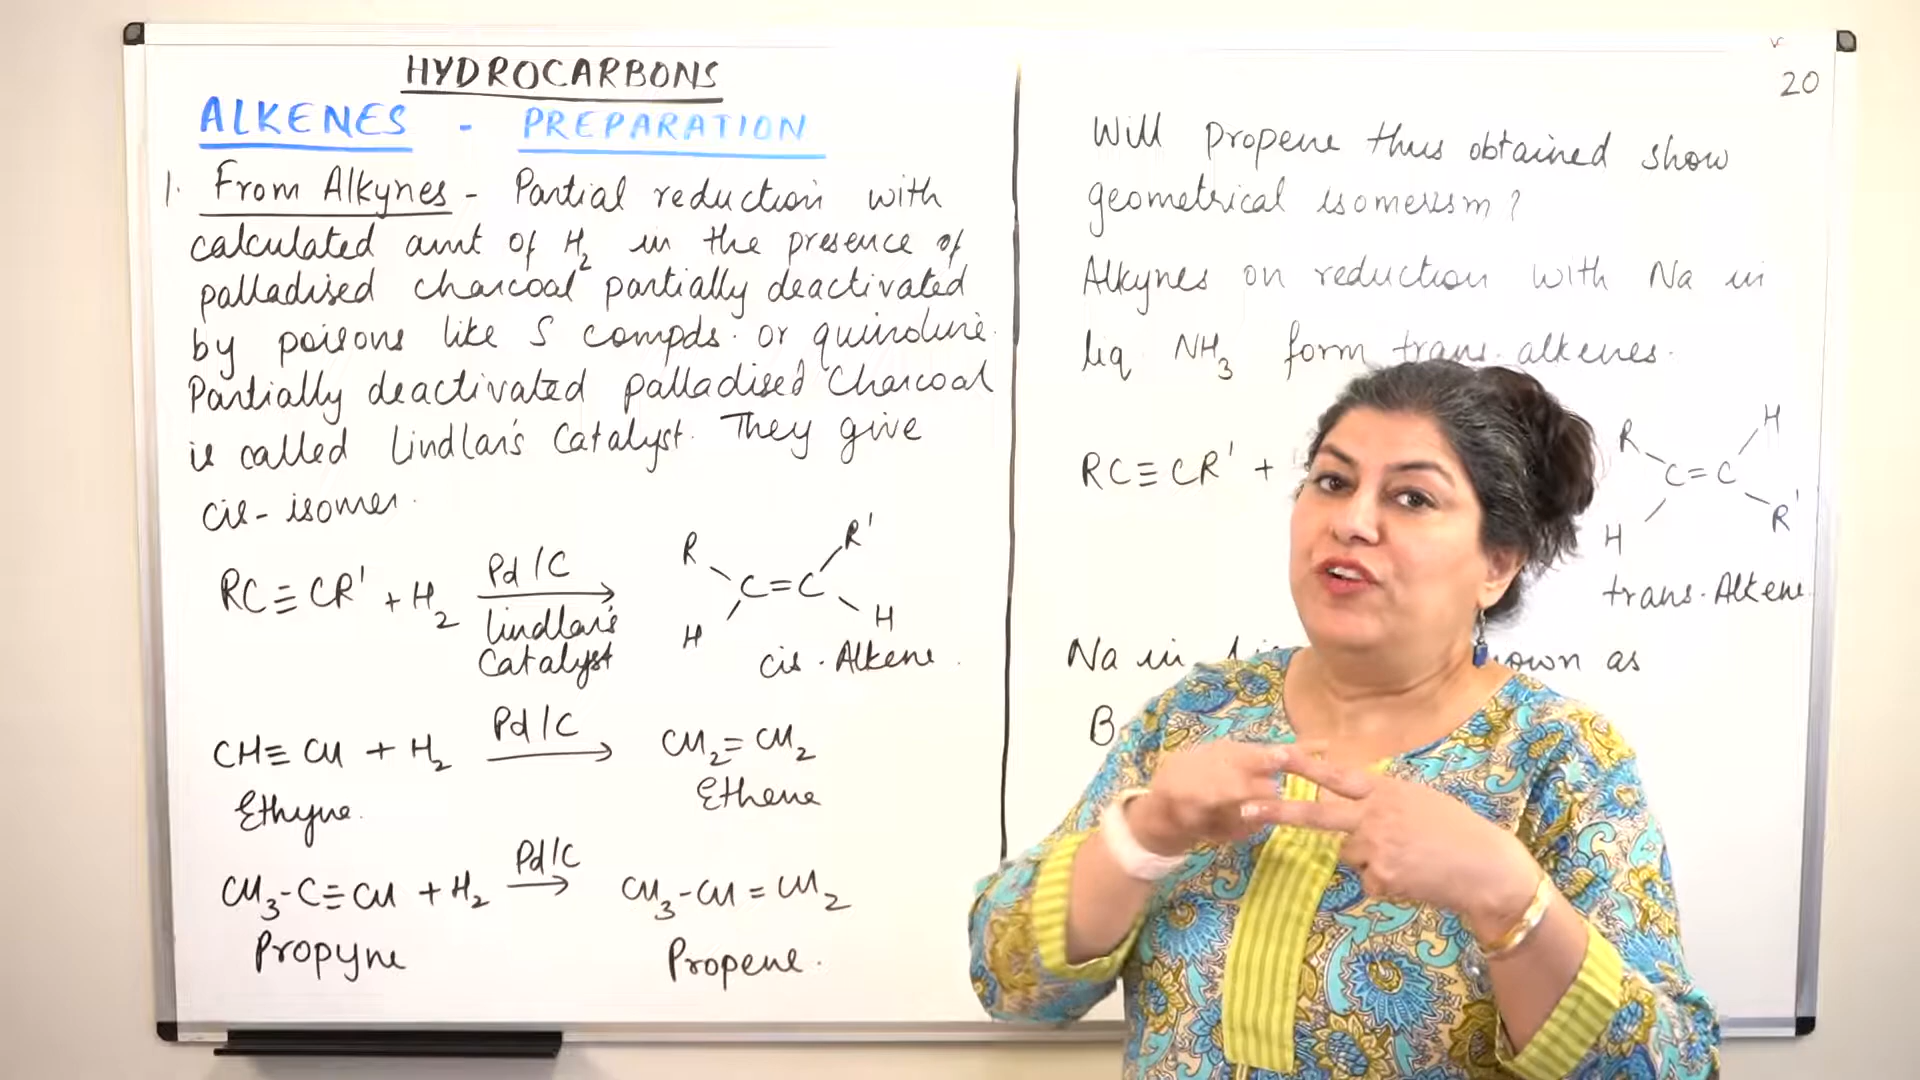 HYDROCARBONS
ALKENES - PREPARATION
1. From Alkynes - Partial reduction with
calculated amt of H2 in the presence of
palladised charcoal partially deactivated
by poisons like S compds. or quinoline.
Partially deactivated palladised charcoal
is called Lindlar's Catalyst. They give
cis-isomer.
RC≡CR' + H2 Pd/C Lindlar's Catalyst
R R' C=C H H
cis-Alkene.
CH≡CH + H2 Pd/C CH2=CH2
Ethyne. Ethene
CH3-C≡CH + H2 Pd/C CH3-CH=CH2
Propyne Propene.
20
Will propene thus obtained show
geometrical isomerism?
Alkynes on reduction with Na in
liq NH3 form trans-alkenes.
RC≡CR' +
R H C=C H R'
trans-Alkene.
Na in as
B